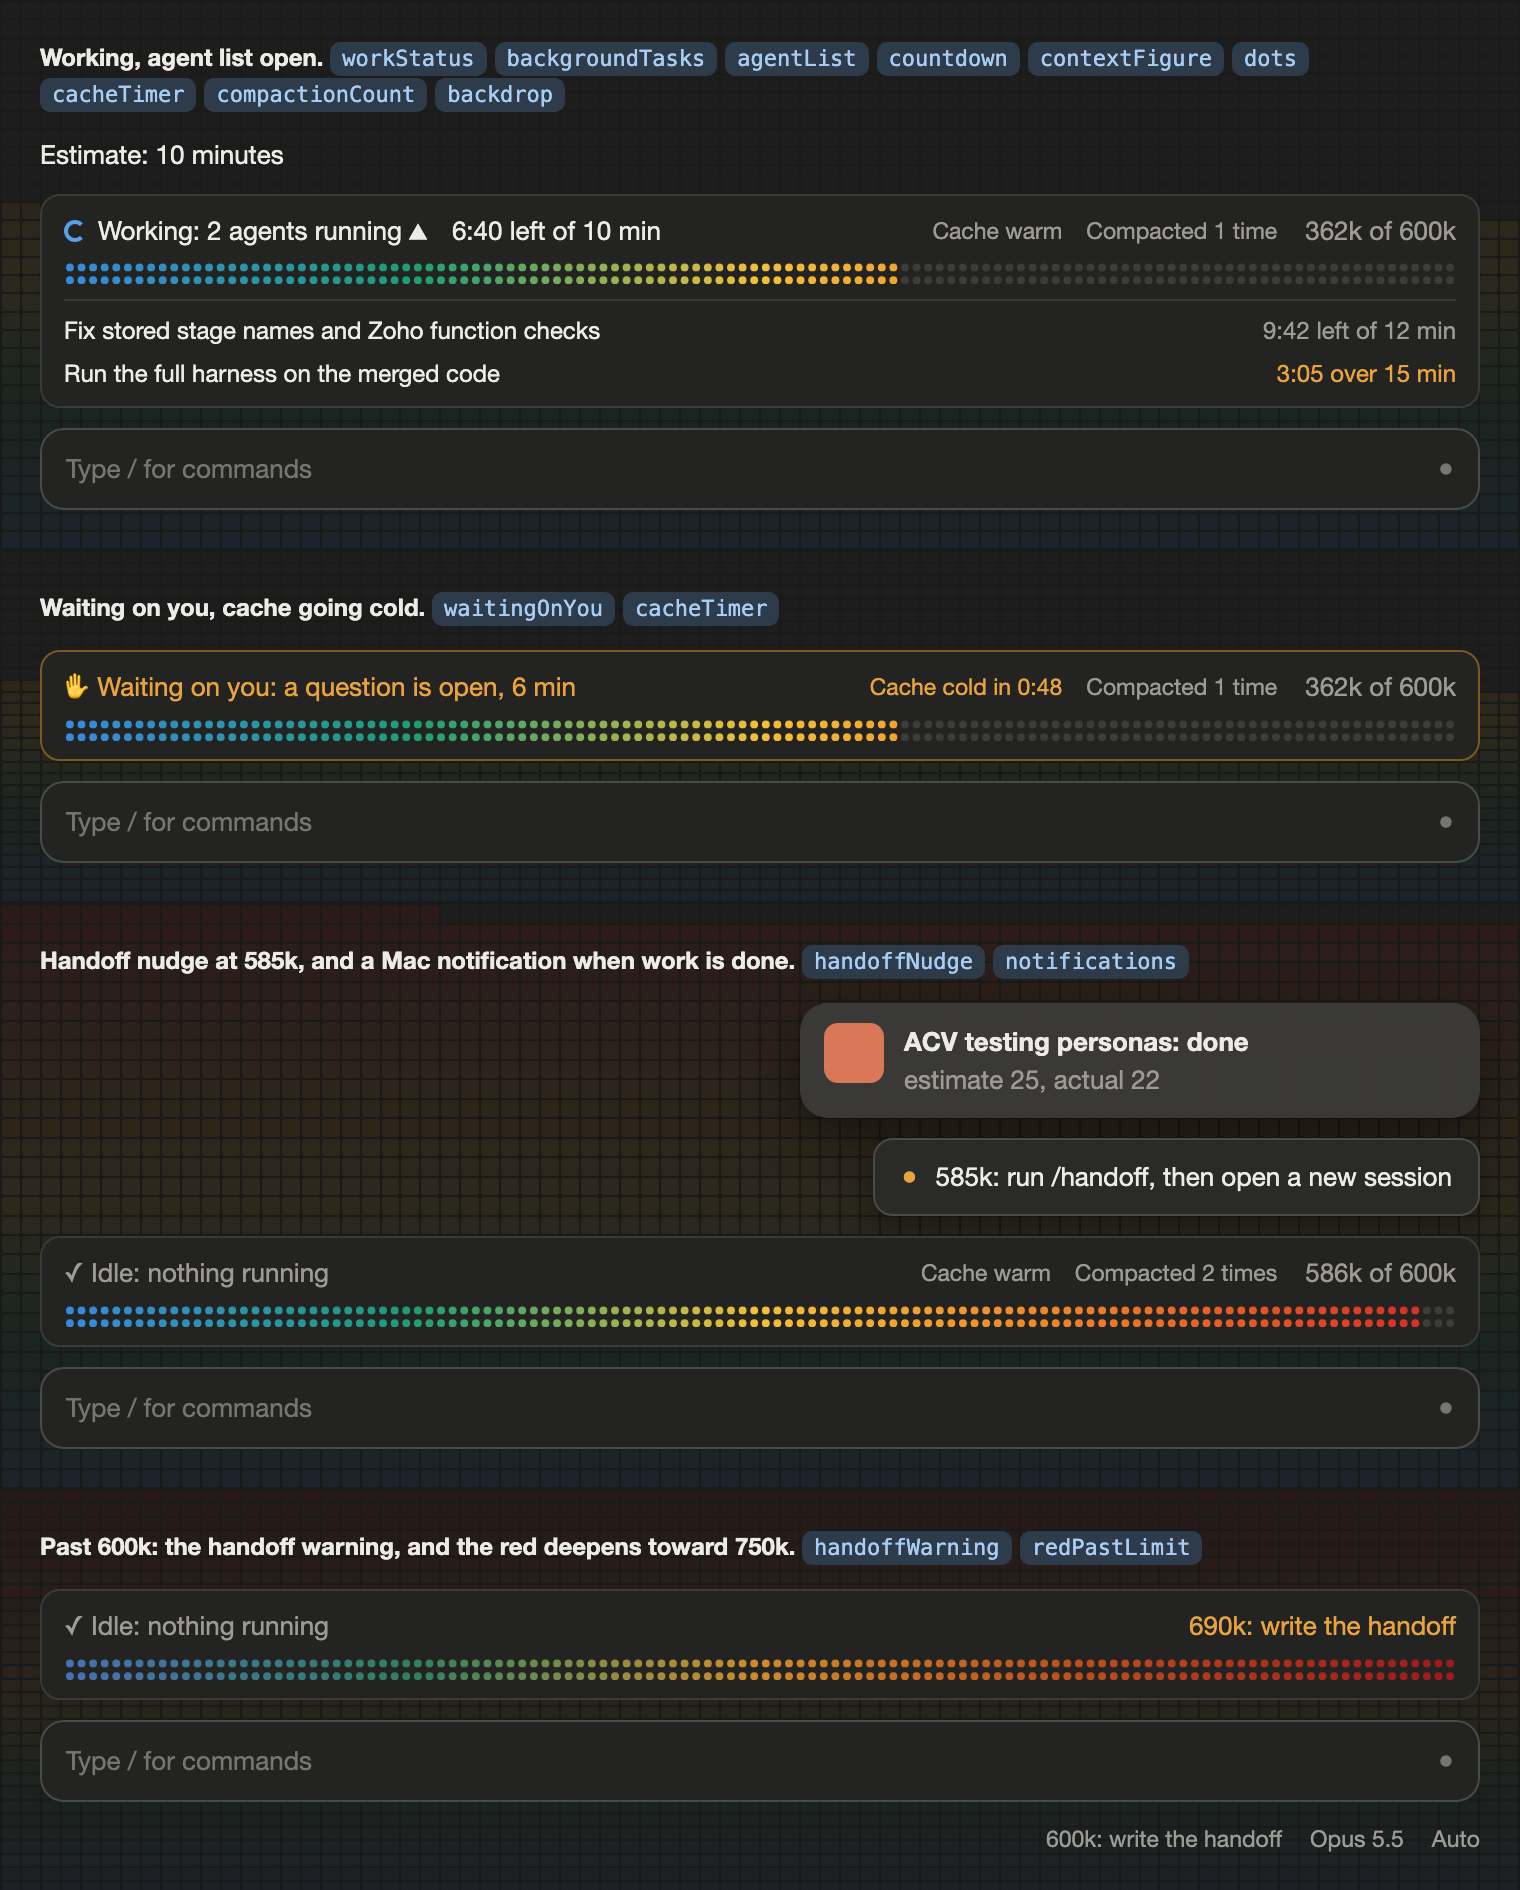 Working, agent list open. workStatus backgroundTasks agentList countdown contextFigure dots
cacheTimer compactionCount backdrop
Estimate: 10 minutes
Working: 2 agents running ▲ 6:40 left of 10 min Cache warm Compacted 1 time 362k of 600k
Fix stored stage names and Zoho function checks 9:42 left of 12 min
Run the full harness on the merged code 3:05 over 15 min
Type / for commands
Waiting on you, cache going cold. waitingOnYou cacheTimer
Waiting on you: a question is open, 6 min Cache cold in 0:48 Compacted 1 time 362k of 600k
Type / for commands
Handoff nudge at 585k, and a Mac notification when work is done. handoffNudge notifications
ACV testing personas: done
estimate 25, actual 22
585k: run /handoff, then open a new session
✓ Idle: nothing running Cache warm Compacted 2 times 586k of 600k
Type / for commands
Past 600k: the handoff warning, and the red deepens toward 750k. handoffWarning redPastLimit
✓ Idle: nothing running 690k: write the handoff
Type / for commands
600k: write the handoff Opus 5.5 Auto